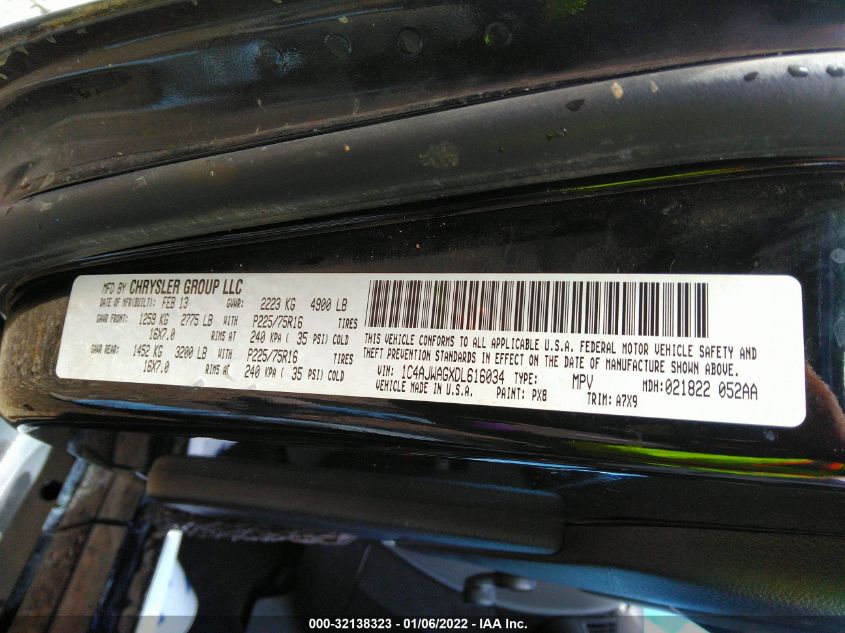 MFD BY CHRYSLER GROUP LLC
DATE OF MFR(BUILT): FEB 13 GVWR: 2223 KG 4900 LB
GAWR FRONT: 1259 KG 2775 LB WITH P225/75R16 TIRES
16X7.0 RIMS AT 240 KPA ( 35 PSI) COLD
GAWR REAR: 1452 KG 3200 LB WITH P225/75R16 TIRES
16X7.0 RIMS AT 240 KPA ( 35 PSI) COLD
THIS VEHICLE CONFORMS TO ALL APPLICABLE U.S.A. FEDERAL MOTOR VEHICLE SAFETY AND
THEFT PREVENTION STANDARDS IN EFFECT ON THE DATE OF MANUFACTURE SHOWN ABOVE.
VIN: 1C4AJWAGXDL616034 TYPE: MPV MDH:021822 052AA
VEHICLE MADE IN U.S.A. PAINT: PX8 TRIM: A7X9
000-32138323 - 01/06/2022 - IAA Inc.